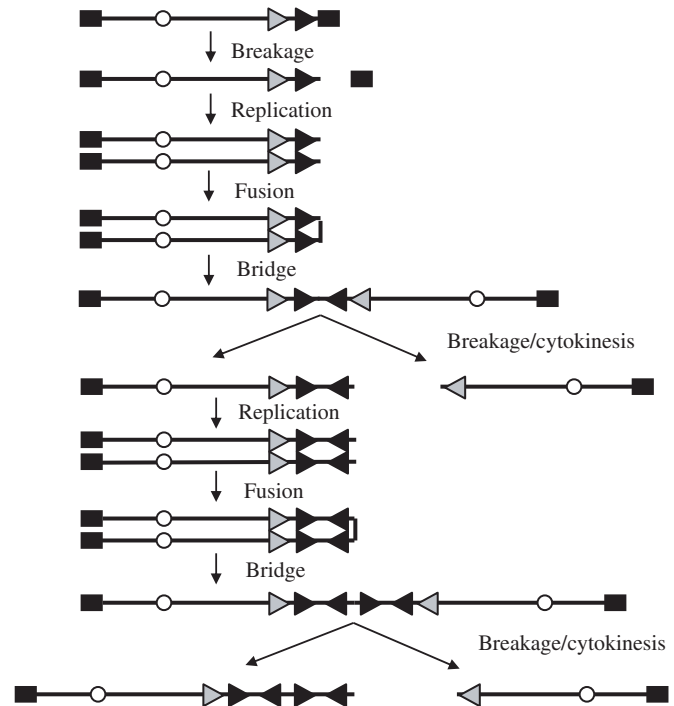 Breakage
Replication
Fusion
Bridge
Breakage/cytokinesis
Replication
Fusion
Bridge
Breakage/cytokinesis